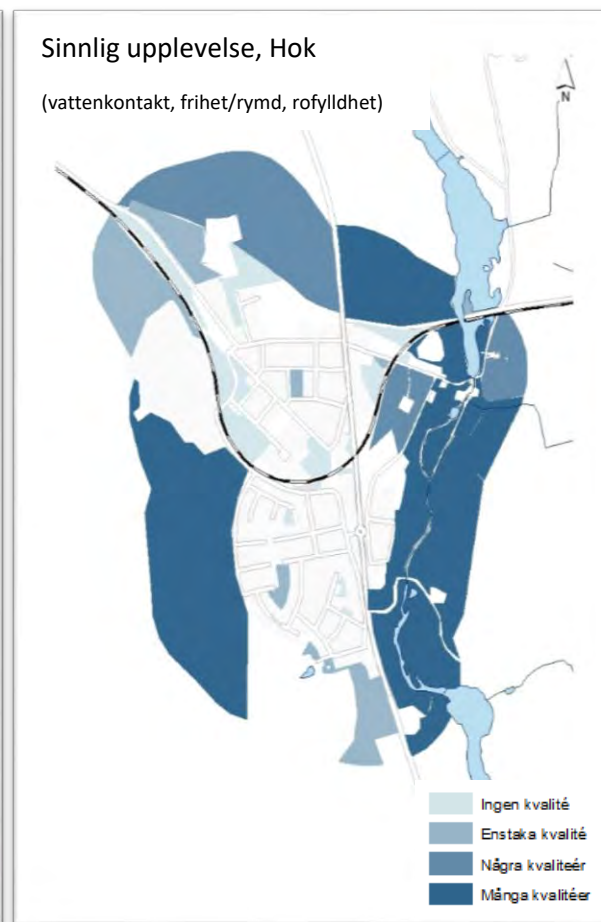 Sinnlig upplevelse, Hok
(vattenkontakt, frihet/rymd, rofylldhet)
N
Ingen kvalité
Enstaka kvalité
Några kvaliteér
Många kvalitéer